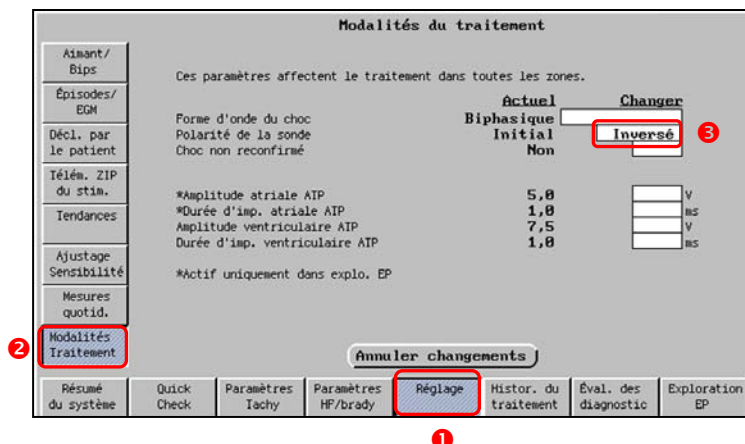 Modalités du traitement
Aimant/
Bips
Épisodes/
EGM
Décl. par
le patient
Télém. ZIP
du stim.
Tendances
Ajustage
Sensibilité
Mesures
quotid.
❷ Modalités
Traitement
Ces paramètres affectent le traitement dans toutes les zones.
Actuel Changer
Forme d'onde du choc Biphasique
Polarité de la sonde Initial Inversé ❸
Choc non reconfirmé Non
*Amplitude atriale ATP 5,0 V
*Durée d'imp. atriale ATP 1,0 ms
Amplitude ventriculaire ATP 7,5 V
Durée d'imp. ventriculaire ATP 1,0 ms
*Actif uniquement dans explo. EP
Annuler changements
Résumé
du système
Quick
Check
Paramètres
Tachy
Paramètres
HF/brady
Réglage
Histor. du
traitement
Éval. des
diagnostic
Exploration
EP
❶